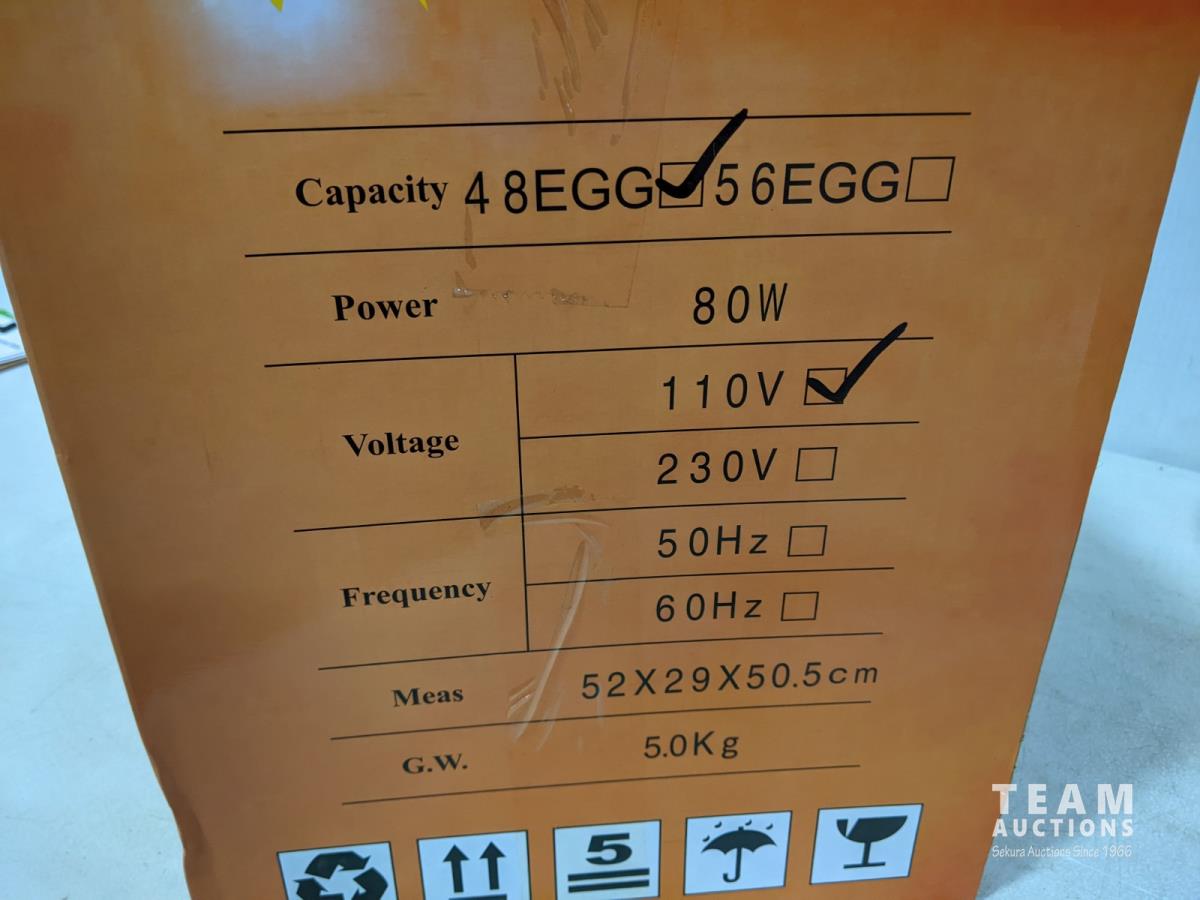 Capacity 48EGG 56EGG
Power 80W
Voltage 110V
230V
Frequency 50Hz
60Hz
Meas 52X29X50.5cm
G.W. 5.0Kg
5
TEAM
AUCTIONS
Sekura Auctions Since 1966